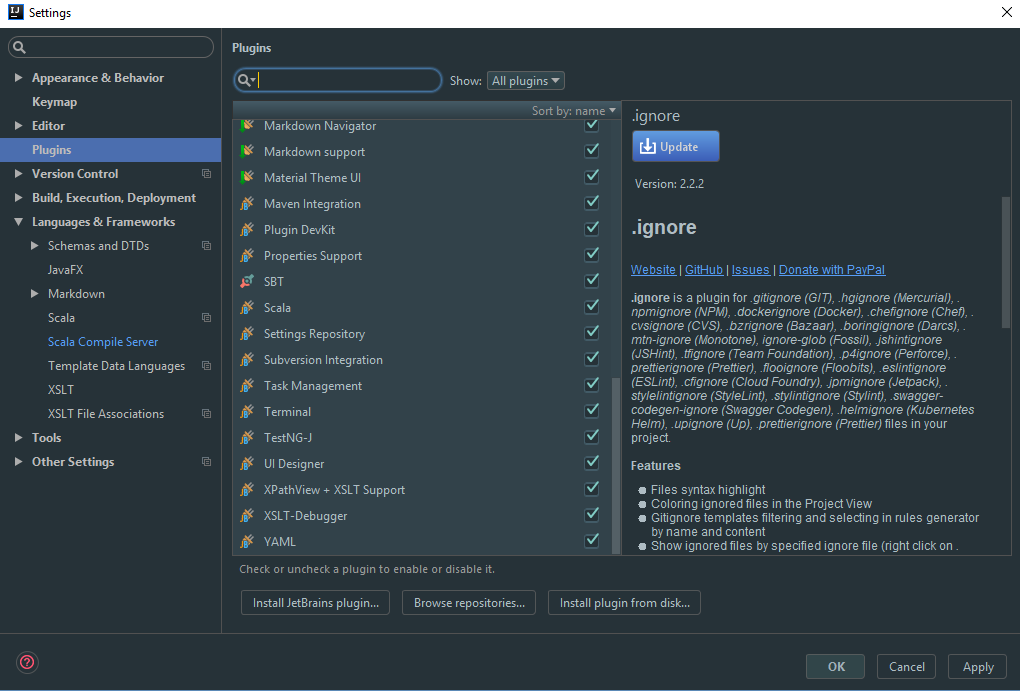 Settings
Plugins
Show: All plugins
Appearance & Behavior
Keymap
Editor
Plugins
Version Control
Build, Execution, Deployment
Languages & Frameworks
Schemas and DTDs
JavaFX
Markdown
Scala
Scala Compile Server
Template Data Languages
XSLT
XSLT File Associations
Tools
Other Settings
Sort by: name
Markdown Navigator
Markdown support
Material Theme UI
Maven Integration
Plugin DevKit
Properties Support
SBT
Scala
Settings Repository
Subversion Integration
Task Management
Terminal
TestNG-J
UI Designer
XPathView + XSLT Support
XSLT-Debugger
YAML
.ignore
Update
Version: 2.2.2
.ignore
Website | GitHub | Issues | Donate with PayPal
.ignore is a plugin for .gitignore (GIT), .hgignore (Mercurial), .
npmignore (NPM), .dockerignore (Docker), .chefignore (Chef), .
cvsignore (CVS), .bzrignore (Bazaar), .boringignore (Darcs), .
mtn-ignore (Monotone), ignore-glob (Fossil), .jshintignore
(JSHint), .tfignore (Team Foundation), .p4ignore (Perforce), .
prettierignore (Prettier), .flooignore (Floobits), .eslintignore
(ESLint), .cfignore (Cloud Foundry), .jpmignore (Jetpack), .
stylelintignore (StyleLint), .stylintignore (Stylint), .swagger-
codegen-ignore (Swagger Codegen), .helmignore (Kubernetes
Helm), .upignore (Up), .prettierignore (Prettier) files in your
project.
Features
Files syntax highlight
Coloring ignored files in the Project View
Gitignore templates filtering and selecting in rules generator
by name and content
Show ignored files by specified ignore file (right click on .
Check or uncheck a plugin to enable or disable it.
Install JetBrains plugin...
Browse repositories...
Install plugin from disk...
?
OK
Cancel
Apply